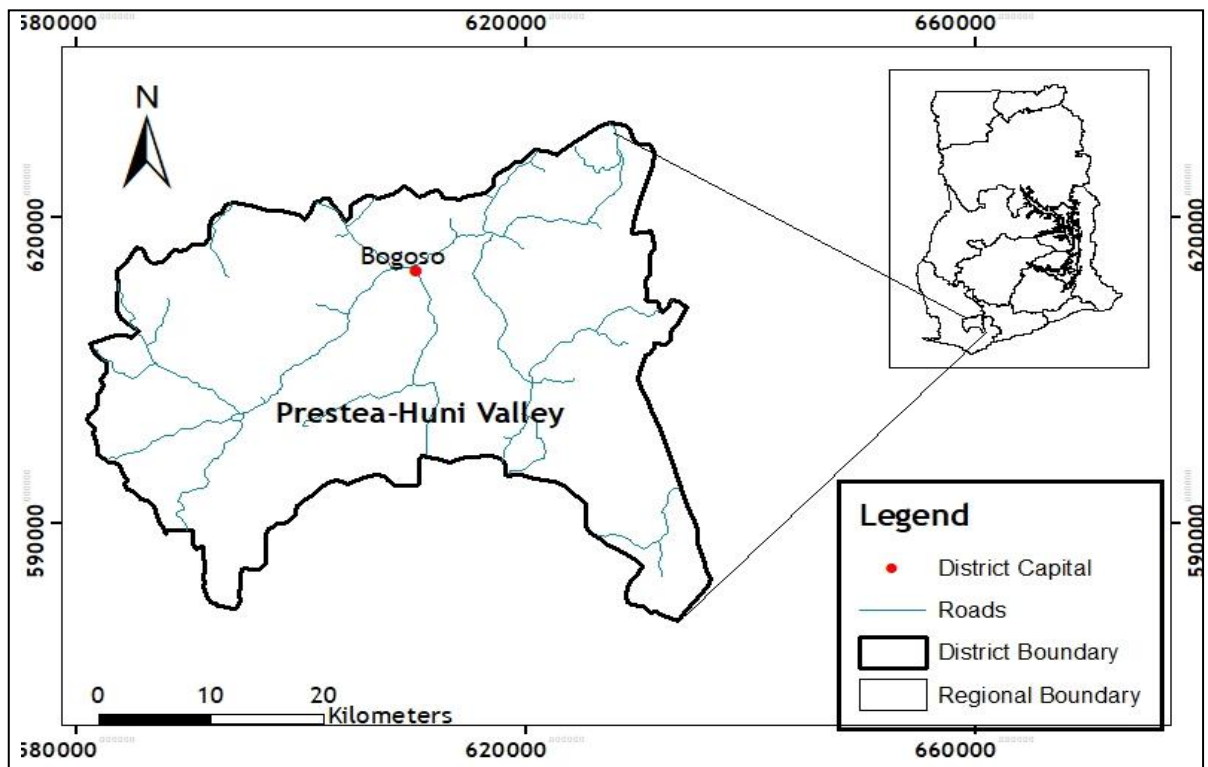 580000 620000 660000
N
620000
620000
Bogoso
Prestea-Huni Valley
590000
590000
Legend
District Capital
Roads
District Boundary
Regional Boundary
0 10 20
Kilometers
580000 620000 660000